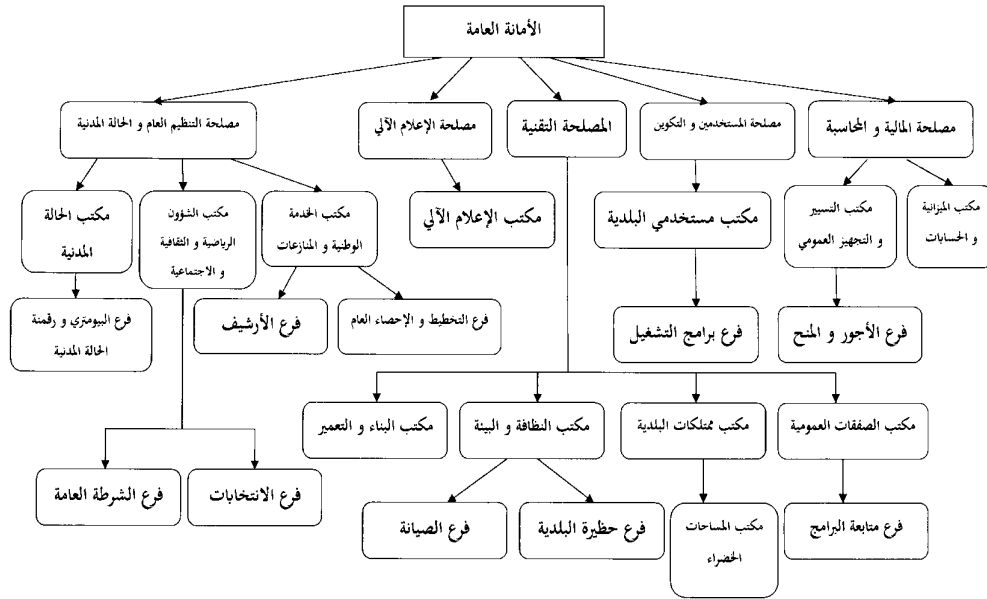 الأمانة العامة
مصلحة المالية و المحاسبة
مصلحة المستخدمين و التكوين
المصلحة التقنية
مصلحة الإعلام الآلي
مصلحة التنظيم العام و الحالة المدنية
مكتب الميزانية
و الحسابات
مكتب التسيير
و التجهيز العمومي
مكتب مستخدمي البلدية
مكتب الإعلام الآلي
مكتب الخدمة
الوطنية و المنازعات
مكتب الشؤون
الرياضية و الثقافية
و الاجتماعية
مكتب الحالة
المدنية
فرع الأجور و المنح
فرع برامج التشغيل
فرع التخطيط و الإحصاء العام
فرع الأرشيف
فرع البيومتري و رقمنة
الحالة المدنية
مكتب الصفقات العمومية
مكتب ممتلكات البلدية
مكتب النظافة و البيئة
مكتب البناء و التعمير
فرع الانتخابات
فرع الشرطة العامة
فرع متابعة البرامج
مكتب المساحات
الخضراء
فرع حظيرة البلدية
فرع الصيانة